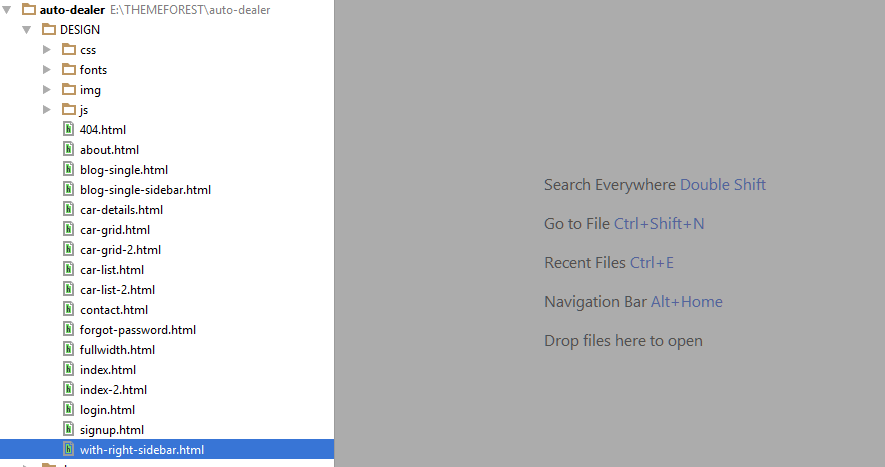 auto-dealer E:\THEMEFOREST\auto-dealer
DESIGN
css
fonts
img
js
404.html
about.html
blog-single.html
blog-single-sidebar.html
car-details.html
car-grid.html
car-grid-2.html
car-list.html
car-list-2.html
contact.html
forgot-password.html
fullwidth.html
index.html
index-2.html
login.html
signup.html
with-right-sidebar.html
Search Everywhere Double Shift
Go to File Ctrl+Shift+N
Recent Files Ctrl+E
Navigation Bar Alt+Home
Drop files here to open